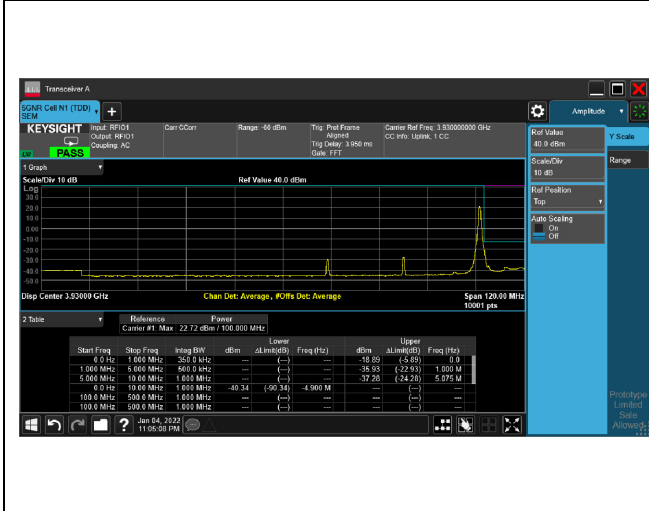 Transceiver A
5GNR Cell N1 (TDD)
SEM
Amplitude
KEYSIGHT Input: RFIO1 Carr CCorr Range: -60 dBm Trig: Pret Frame Carrier Ref Freq: 3.930000000 GHz
Output: RFIO1 Aligned CC Info: Uplink, 1 CC
PASS Coupling: AC Trig Delay: 3.950 ms
Gate: FFT
Ref Value
40.0 dBm
Y Scale
Scale/Div
10 dB
Range
Ref Position
Top
Auto Scaling
On
Off
1 Graph
Scale/Div 10 dB Ref Value 40.0 dBm
Log
30.0
20.0
10.0
0.00
-10.0
-20.0
-30.0
-40.0
-50.0
Disp Center 3.93000 GHz Chan Det: Average, #Offs Det: Average Span 120.00 MHz
10001 pts
2 Table Reference Power
Carrier #1: Max 22.72 dBm / 100.000 MHz
Lower Upper
Start Freq Stop Freq Integ BW dBm ΔLimit(dB) Freq (Hz) dBm ΔLimit(dB) Freq (Hz)
0.0 Hz 1.000 MHz 350.0 kHz --- (---) --- -18.89 (-5.89) 0.0
1.000 MHz 5.000 MHz 500.0 kHz --- (---) --- -35.93 (-22.93) 1.000 M
5.000 MHz 10.00 MHz 1.000 MHz --- (---) --- -37.28 (-24.28) 5.075 M
0.0 Hz 10.00 MHz 1.000 MHz -40.34 (-90.34) -4.900 M --- (---) ---
100.0 MHz 500.0 MHz 1.000 MHz --- (---) --- --- (---) ---
100.0 MHz 500.0 MHz 1.000 MHz --- (---) --- --- (---) ---
Jan 04, 2022
11:05:08 PM
Prototype
Limited
Sale
Allowed